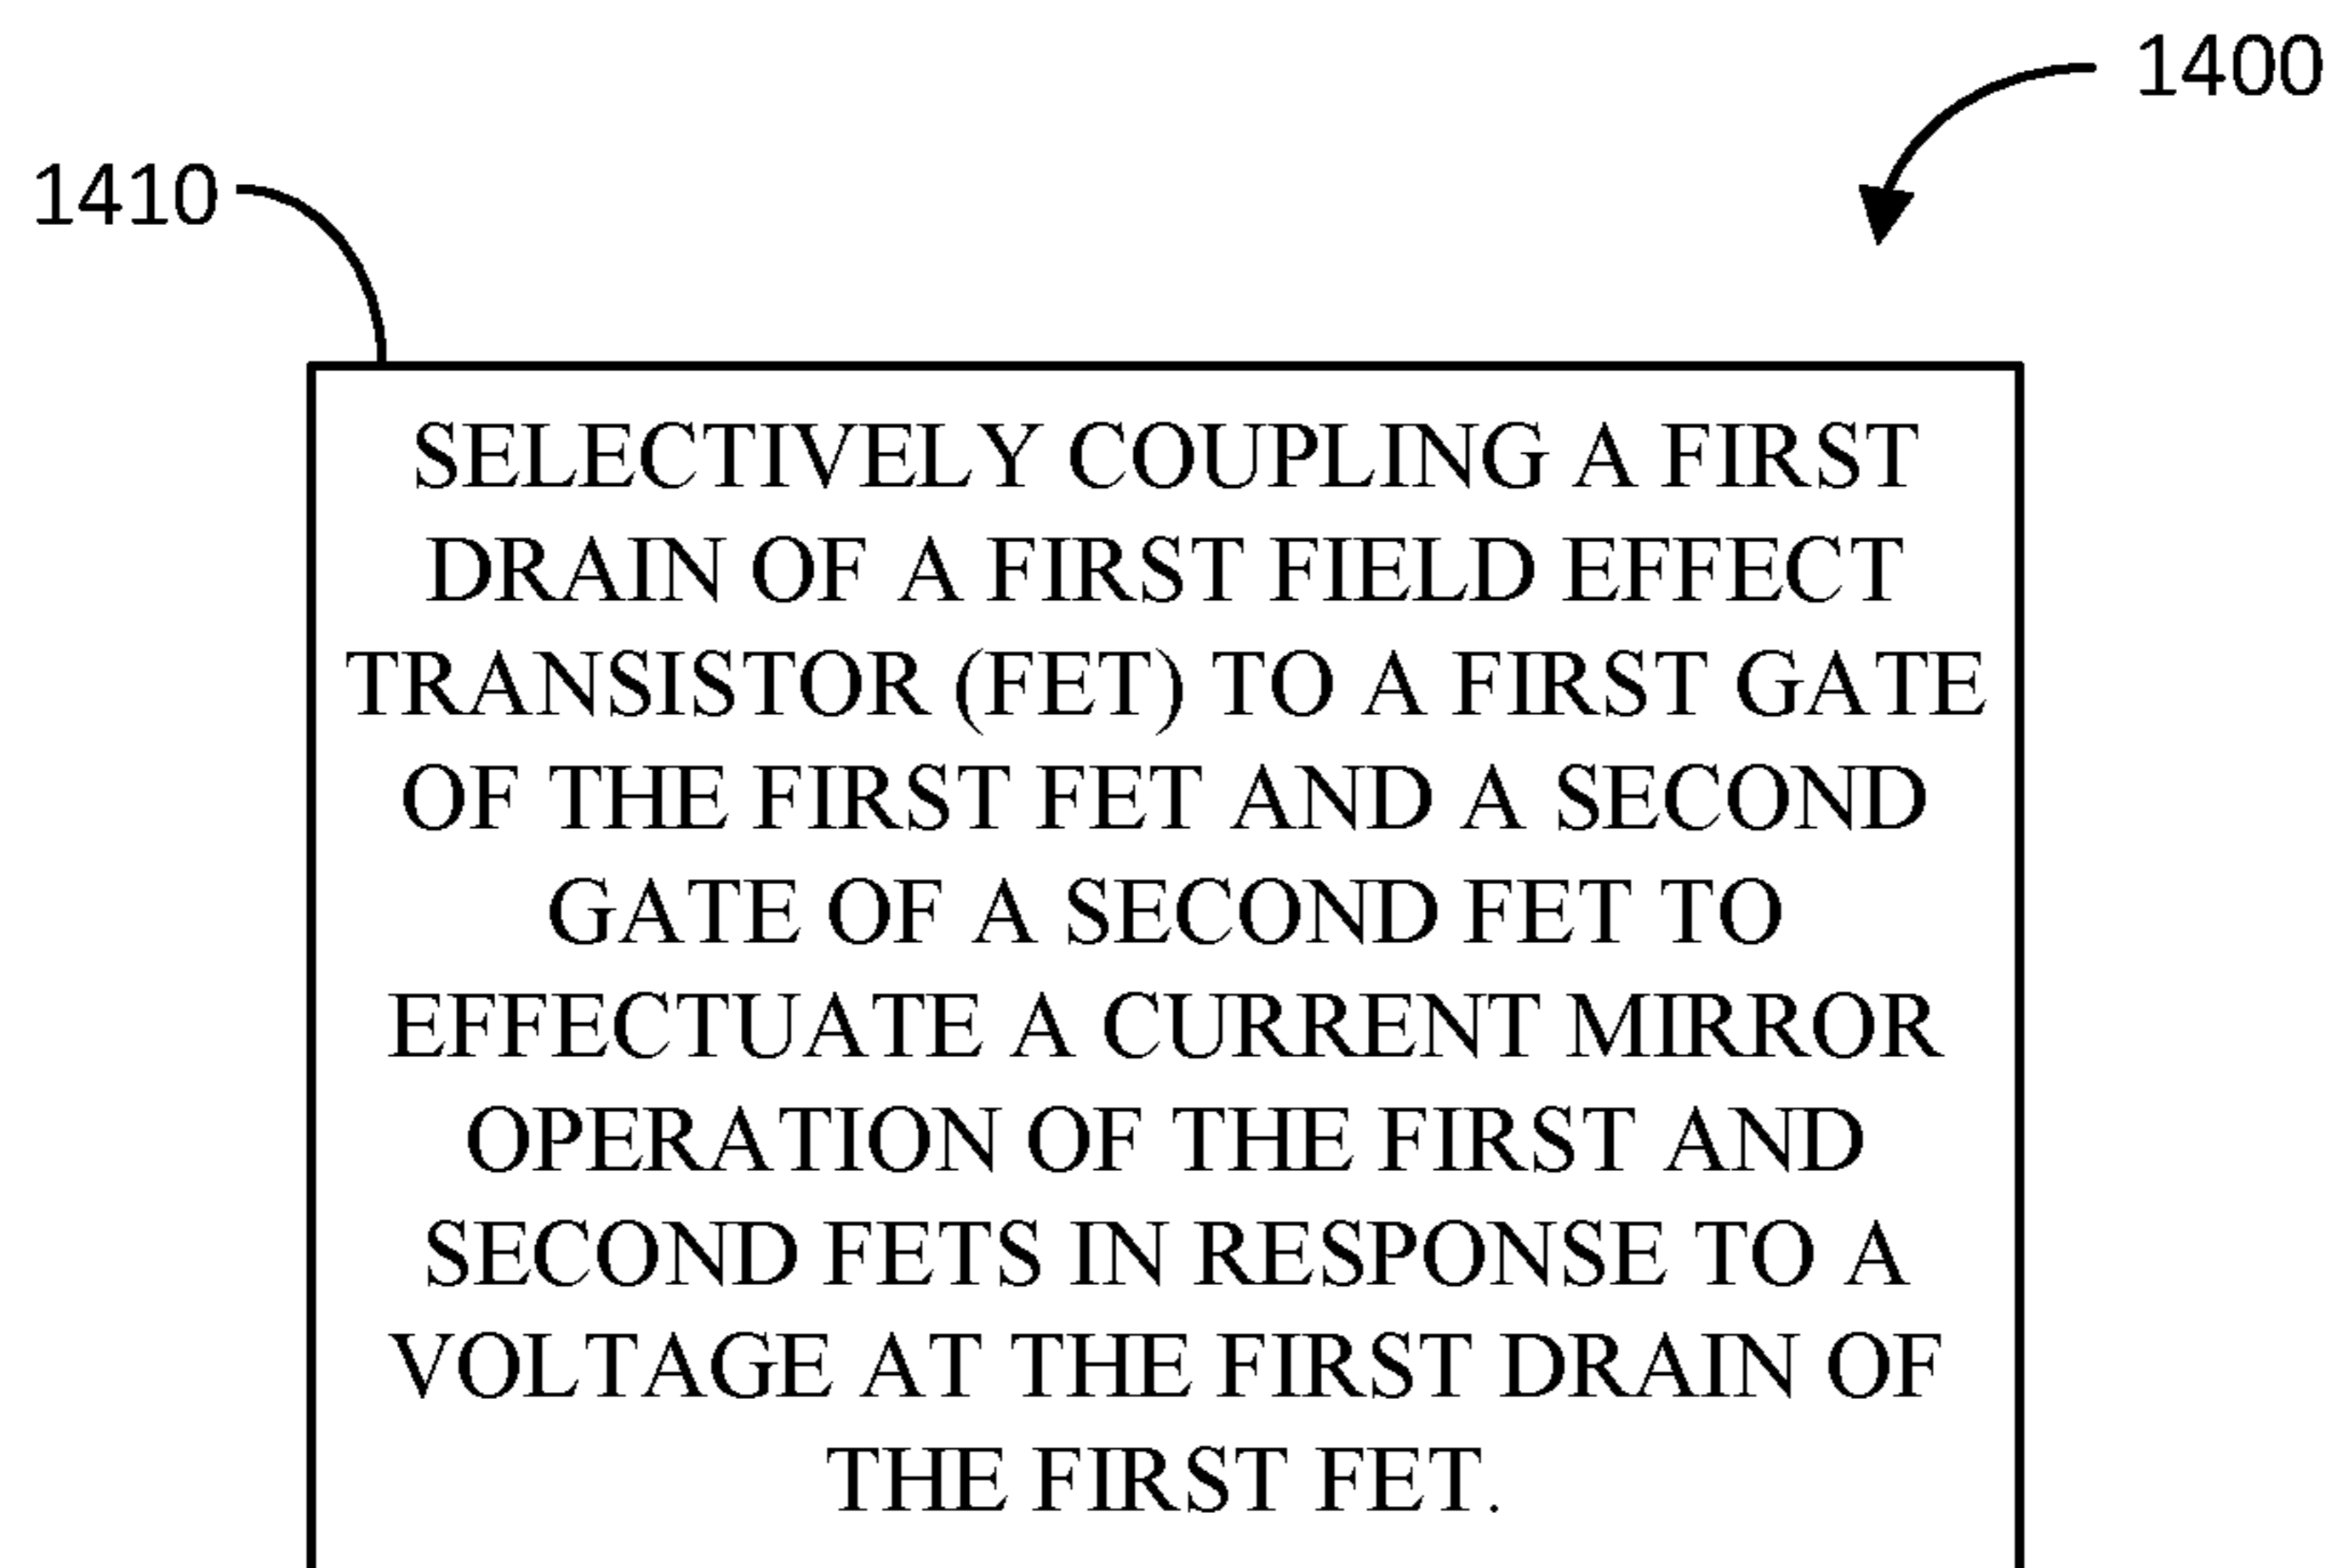 1400
1410
SELECTIVELY COUPLING A FIRST
DRAIN OF A FIRST FIELD EFFECT
TRANSISTOR (FET) TO A FIRST GATE
OF THE FIRST FET AND A SECOND
GATE OF A SECOND FET TO
EFFECTUATE A CURRENT MIRROR
OPERATION OF THE FIRST AND
SECOND FETS IN RESPONSE TO A
VOLTAGE AT THE FIRST DRAIN OF
THE FIRST FET.